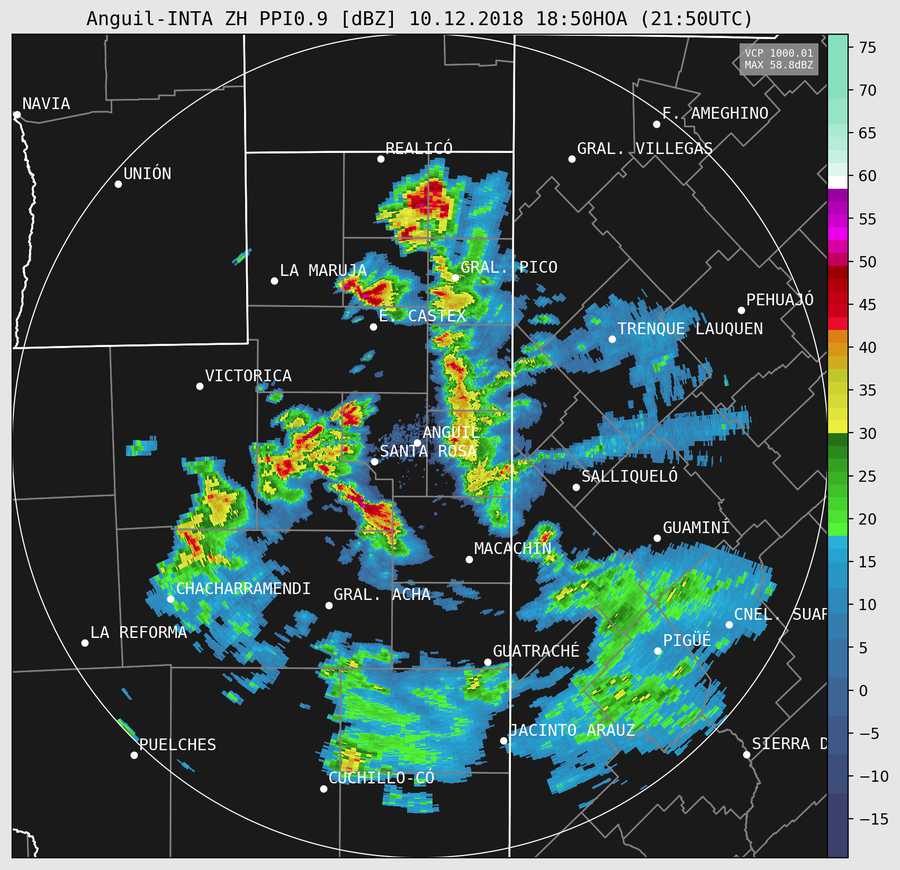 Anguil-INTA ZH PPI0.9 [dBZ] 10.12.2018 18:50HOA (21:50UTC)
VCP 1000.01
MAX 58.8dBZ
NAVIA
F. AMEGHINO
REALICÓ
GRAL. VILLEGAS
UNIÓN
LA MARUJA
GRAL. PICO
PEHUAJÓ
E. CASTEX
TRENQUE LAUQUEN
VICTORICA
ANGUIL
SANTA ROSA
SALLIQUELÓ
GUAMINÍ
MACACHÍN
CHACHARRAMENDI
GRAL. ACHA
CNEL. SUAR
LA REFORMA
PIGÜÉ
GUATRACHÉ
JACINTO ARAUZ
PUELCHES
SIERRA D
CUCHILLO-CÓ
75
70
65
60
55
50
45
40
35
30
25
20
15
10
5
0
−5
−10
−15